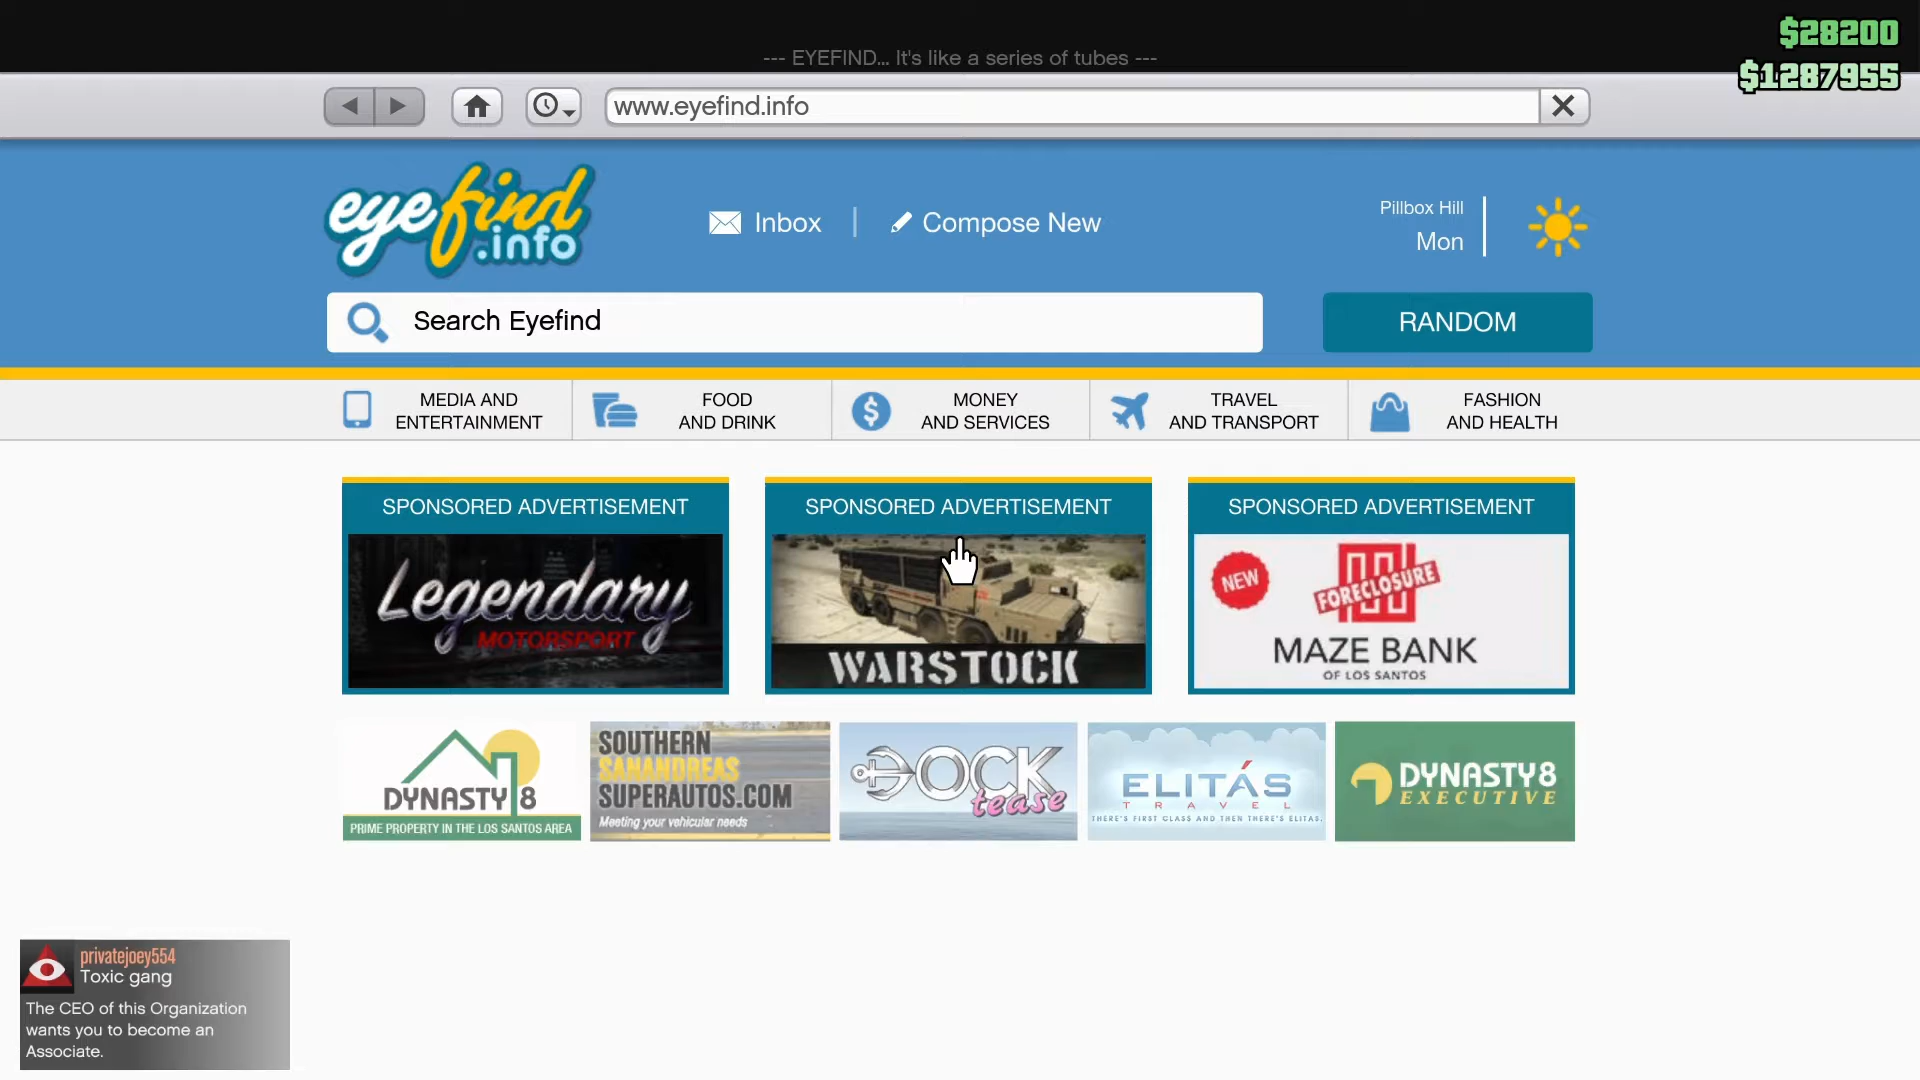 $28200
--- EYEFIND... It's like a series of tubes ---
$1287955
www.eyefind.info
eyefind
.info
Inbox
Compose New
Pillbox Hill
Mon
Search Eyefind
RANDOM
MEDIA AND
ENTERTAINMENT
FOOD
AND DRINK
MONEY
AND SERVICES
TRAVEL
AND TRANSPORT
FASHION
AND HEALTH
SPONSORED ADVERTISEMENT
Legendary
MOTORSPORT
SPONSORED ADVERTISEMENT
WARSTOCK
SPONSORED ADVERTISEMENT
NEW
FORECLOSURE
MAZE BANK
OF LOS SANTOS
DYNASTY 8
PRIME PROPERTY IN THE LOS SANTOS AREA
SOUTHERN
SANANDREAS
SUPERAUTOS.COM
Meeting your vehicular needs
DOCK
tease
ELITÁS
TRAVEL
THERE'S FIRST CLASS AND THEN THERE'S ELITAS.
DYNASTY8
EXECUTIVE
privatejoey554
Toxic gang
The CEO of this Organization
wants you to become an
Associate.